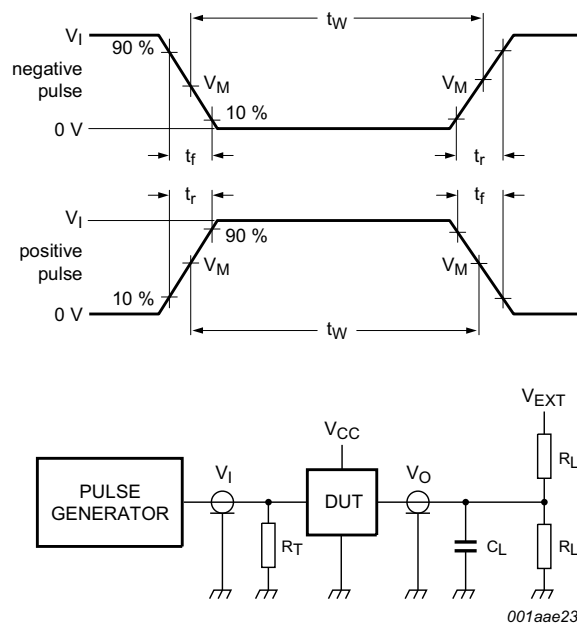 V_I
t_W
90 %
negative
pulse
V_M
V_M
10 %
0 V
t_f
t_r
t_r
t_f
V_I
90 %
positive
pulse
V_M
V_M
10 %
0 V
t_W
V_EXT
V_CC
R_L
V_I
V_O
PULSE
GENERATOR
DUT
R_T
C_L
R_L
001aae23